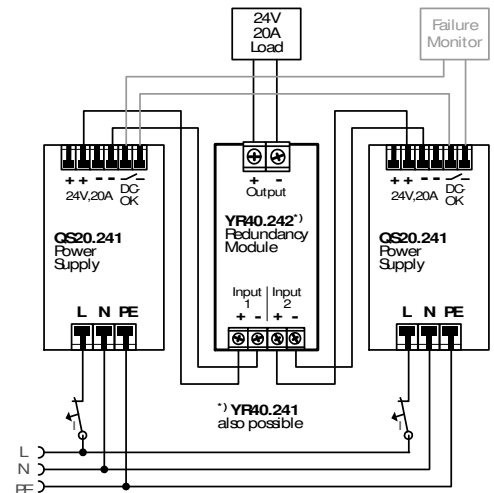 24V
20A
Load
Failure
Monitor
+ + - - DC-
24V,20A OK
QS20.241
Power
Supply
L N PE
+ -
Output
YR40.242*)
Redundancy
Module
Input Input
1 2
+ - + -
+ + - - DC-
24V,20A OK
QS20.241
Power
Supply
L N PE
*) YR40.241
also possible
I
I
L
N
PE